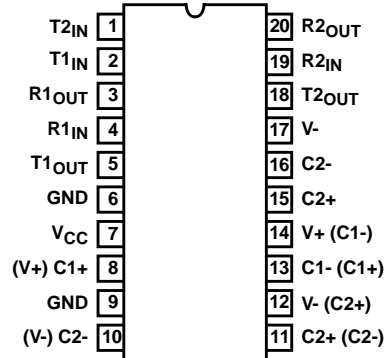 T2IN 1 20 R2OUT
T1IN 2 19 R2IN
R1OUT 3 18 T2OUT
R1IN 4 17 V-
T1OUT 5 16 C2-
GND 6 15 C2+
VCC 7 14 V+ (C1-)
(V+) C1+ 8 13 C1- (C1+)
GND 9 12 V- (C2+)
(V-) C2- 10 11 C2+ (C2-)